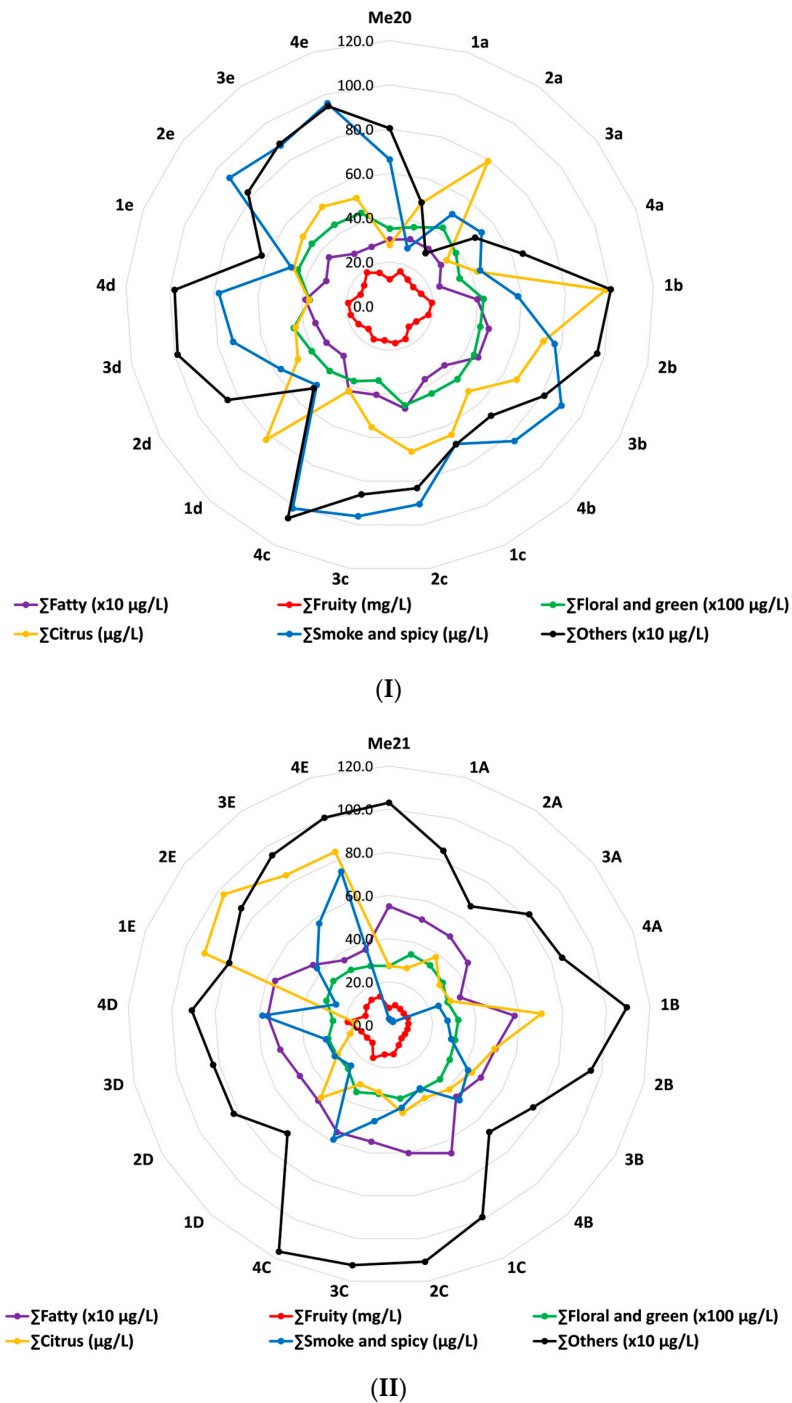 Me20
120.0
4e
1a
100.0
3e
2a
80.0
2e
3a
60.0
1e
4a
40.0
20.0
4d
0.0
1b
3d
2b
2d
3b
1d
4b
4c
1c
3c
2c
∑Fatty (x10 µg/L)
∑Fruity (mg/L)
∑Floral and green (x100 µg/L)
∑Citrus (µg/L)
∑Smoke and spicy (µg/L)
∑Others (x10 µg/L)
(I)
Me21
120.0
4E
1A
100.0
3E
2A
80.0
2E
3A
60.0
1E
4A
40.0
20.0
4D
0.0
1B
3D
2B
2D
3B
1D
4B
4C
1C
3C
2C
∑Fatty (x10 µg/L)
∑Fruity (mg/L)
∑Floral and green (x100 µg/L)
∑Citrus (µg/L)
∑Smoke and spicy (µg/L)
∑Others (x10 µg/L)
(II)